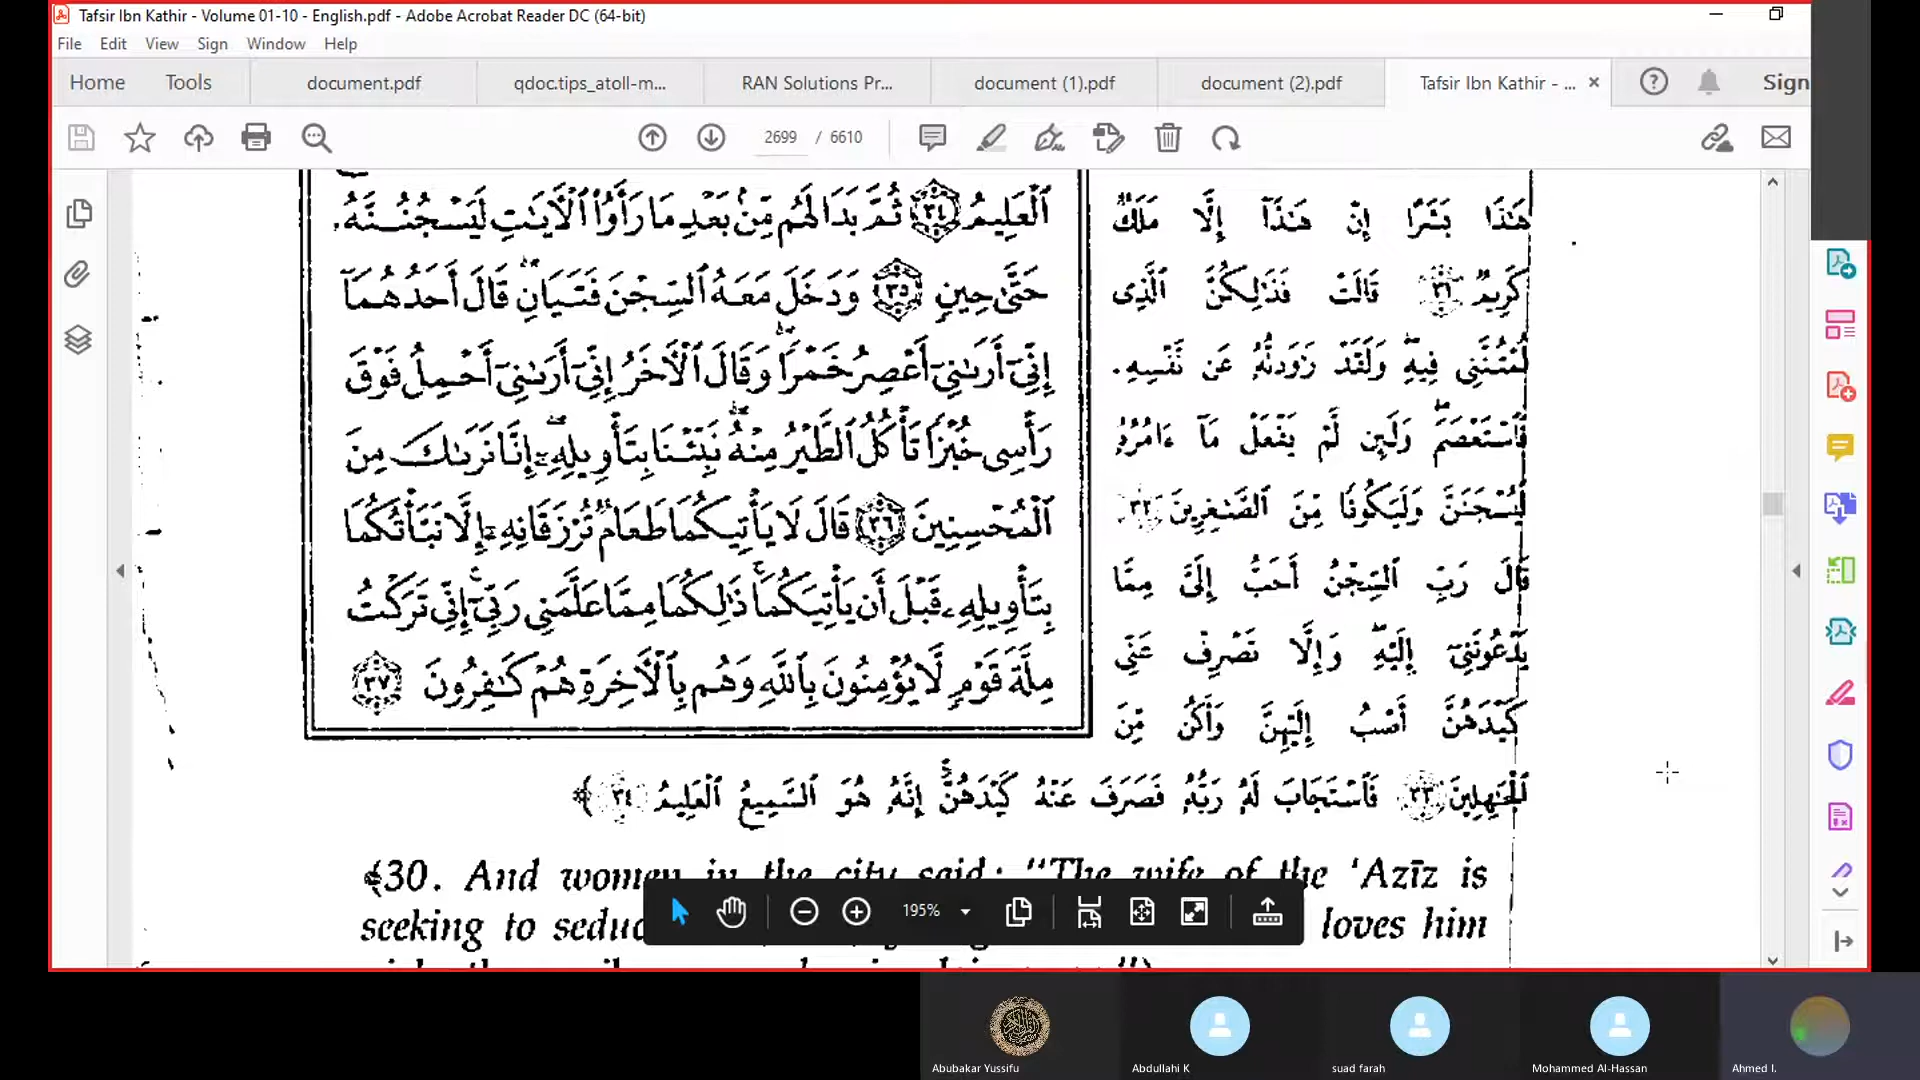 Tafsir Ibn Kathir - Volume 01-10 - English.pdf - Adobe Acrobat Reader DC (64-bit)
File Edit View Sign Window Help
Home Tools document.pdf qdoc.tips_atoll-m... RAN Solutions Pr... document (1).pdf document (2).pdf Tafsir Ibn Kathir - ... Sign
2699 / 6610
ٱلْعَلِيمُ ٣٤ ثُمَّ بَدَا لَهُم مِّنۢ بَعْدِ مَا رَأَوُا۟ ٱلْءَايَـٰتِ لَيَسْجُنُنَّهُۥ
حَتَّىٰ حِينٍ ٣٥ وَدَخَلَ مَعَهُ ٱلسِّجْنَ فَتَيَانِ ۖ قَالَ أَحَدُهُمَآ
إِنِّىٓ أَرَىٰنِىٓ أَعْصِرُ خَمْرًا ۖ وَقَالَ ٱلْءَاخَرُ إِنِّىٓ أَرَىٰنِىٓ أَحْمِلُ فَوْقَ
رَأْسِى خُبْزًا تَأْكُلُ ٱلطَّيْرُ مِنْهُ ۖ نَبِّئْنَا بِتَأْوِيلِهِۦٓ ۖ إِنَّا نَرَىٰكَ مِنَ
ٱلْمُحْسِنِينَ ٣٦ قَالَ لَا يَأْتِيكُمَا طَعَامٌ تُرْزَقَانِهِۦٓ إِلَّا نَبَّأْتُكُمَا
بِتَأْوِيلِهِۦ قَبْلَ أَن يَأْتِيَكُمَا ۚ ذَٰلِكُمَا مِمَّا عَلَّمَنِى رَبِّىٓ ۚ إِنِّى تَرَكْتُ
مِلَّةَ قَوْمٍ لَّا يُؤْمِنُونَ بِٱللَّهِ وَهُم بِٱلْءَاخِرَةِ هُمْ كَـٰفِرُونَ ٣٧
هَـٰذَا بَشَرًا إِنْ هَـٰذَآ إِلَّا مَلَكٌ
كَرِيمٌ ٣١ قَالَتْ فَذَٰلِكُنَّ ٱلَّذِى
لُمْتُنَّنِى فِيهِ ۖ وَلَقَدْ رَٰوَدتُّهُۥ عَن نَّفْسِهِۦ
فَٱسْتَعْصَمَ ۖ وَلَئِن لَّمْ يَفْعَلْ مَآ ءَامُرُهُۥ
لَيُسْجَنَنَّ وَلَيَكُونًا مِّنَ ٱلصَّـٰغِرِينَ ٣٢
قَالَ رَبِّ ٱلسِّجْنُ أَحَبُّ إِلَىَّ مِمَّا
يَدْعُونَنِىٓ إِلَيْهِ ۖ وَإِلَّا تَصْرِفْ عَنِّى
كَيْدَهُنَّ أَصْبُ إِلَيْهِنَّ وَأَكُن مِّنَ
ٱلْجَـٰهِلِينَ ٣٣ فَٱسْتَجَابَ لَهُۥ رَبُّهُۥ فَصَرَفَ عَنْهُ كَيْدَهُنَّ ۚ إِنَّهُۥ هُوَ ٱلسَّمِيعُ ٱلْعَلِيمُ ٣٤ ﴾
﴿30. And women in the city said: "The wife of the 'Azīz is
seeking to loves him
195%
Abubakar Yussifu Abdullahi K suad farah Mohammed Al-Hassan Ahmed I.